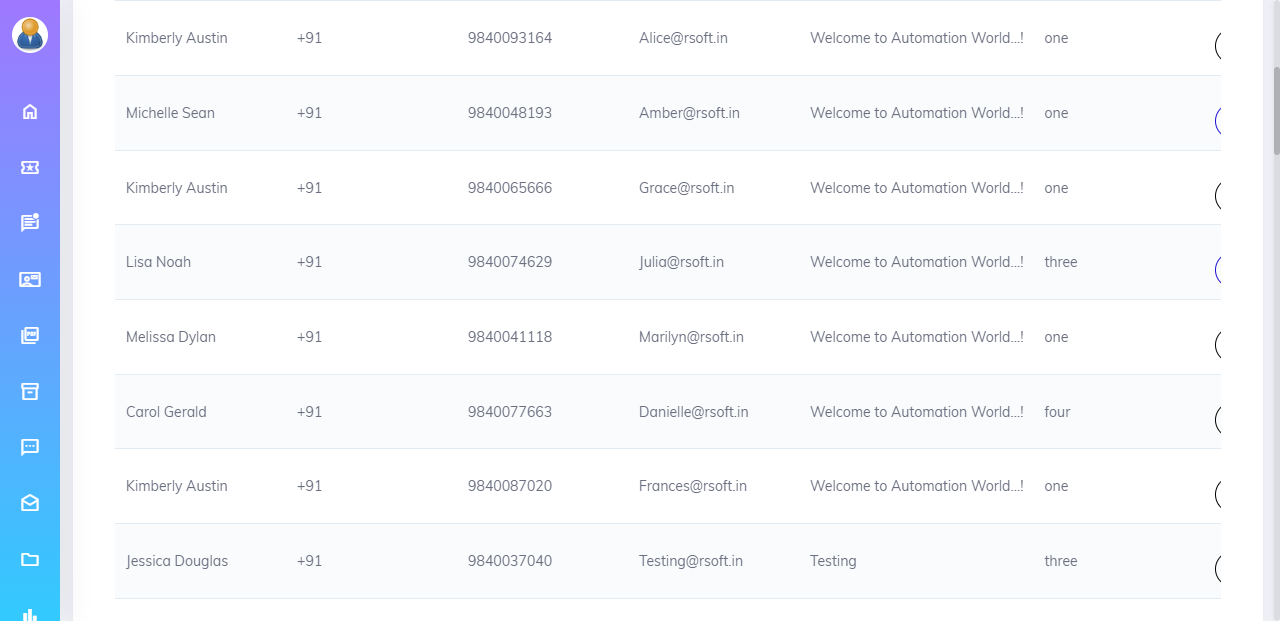 Kimberly Austin +91 9840093164 Alice@rsoft.in Welcome to Automation World...! one
Michelle Sean +91 9840048193 Amber@rsoft.in Welcome to Automation World...! one
Kimberly Austin +91 9840065666 Grace@rsoft.in Welcome to Automation World...! one
Lisa Noah +91 9840074629 Julia@rsoft.in Welcome to Automation World...! three
Melissa Dylan +91 9840041118 Marilyn@rsoft.in Welcome to Automation World...! one
Carol Gerald +91 9840077663 Danielle@rsoft.in Welcome to Automation World...! four
Kimberly Austin +91 9840087020 Frances@rsoft.in Welcome to Automation World...! one
Jessica Douglas +91 9840037040 Testing@rsoft.in Testing three